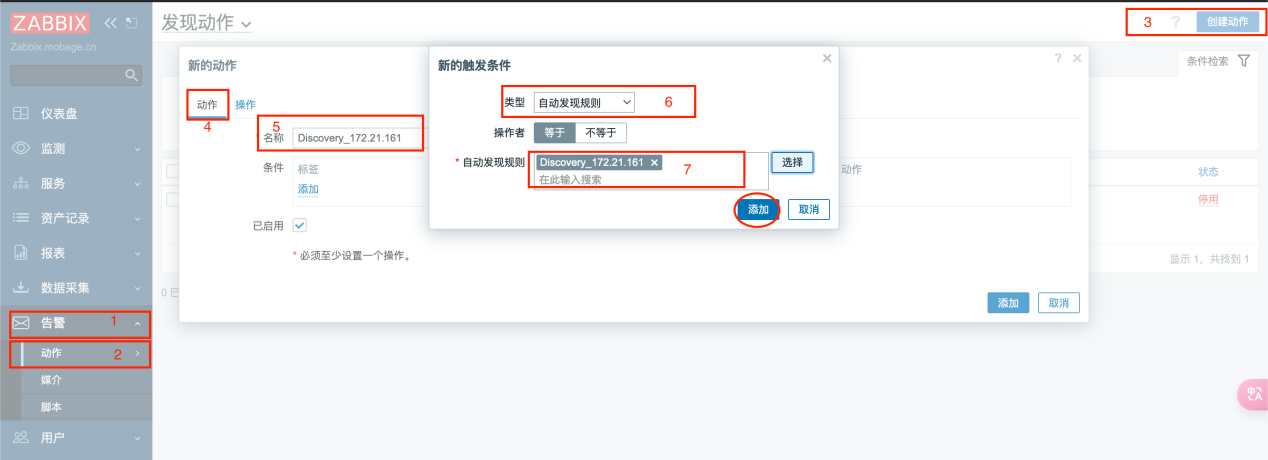 ZABBIX
Zabbix.mobage.cn
仪表盘
监测
服务
资产记录
报表
数据采集
告警 1
动作 2
媒介
脚本
用户
发现动作
3 ? 创建动作
条件检索
新的动作 ?
动作 操作
4
5
* 名称 Discovery_172.21.161
条件 标签
添加
动作
已启用
* 必须至少设置一个操作。
添加 取消
新的触发条件
类型 自动发现规则 6
操作者 等于 不等于
* 自动发现规则 Discovery_172.21.161 7 选择
在此输入搜索
添加 取消
状态
停用
显示 1，共找到 1
0 已
中 A